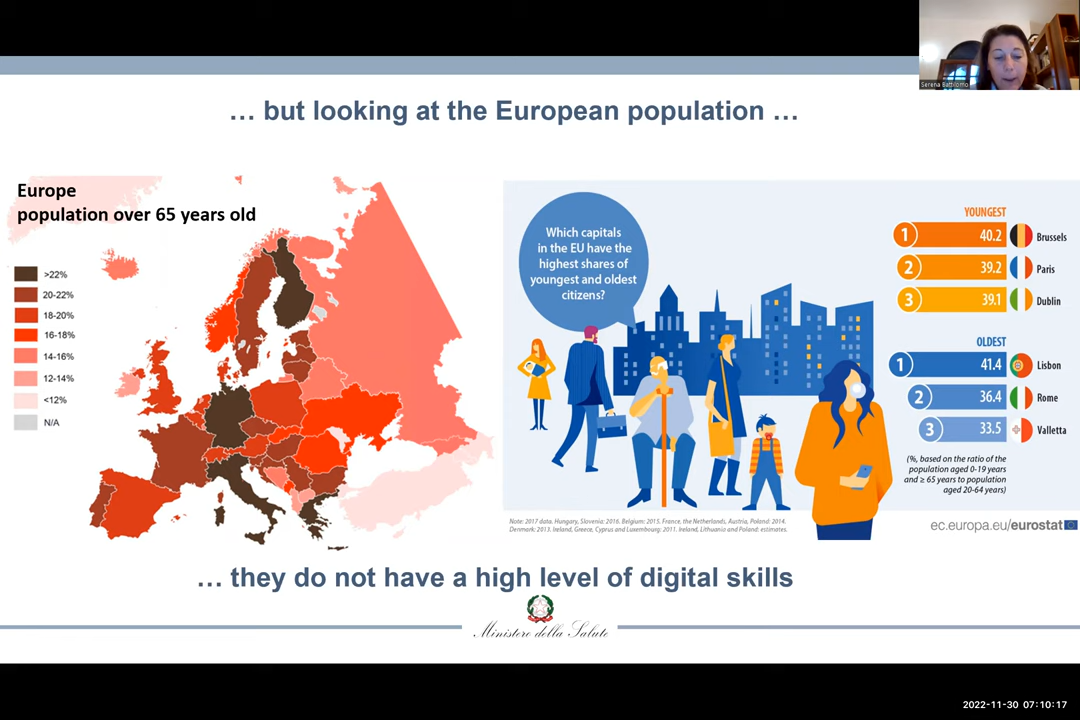 Serena Battilomo
… but looking at the European population …
Europe
population over 65 years old
>22%
20-22%
18-20%
16-18%
14-16%
12-14%
<12%
N/A
Which capitals
in the EU have the
highest shares of
youngest and oldest
citizens?
YOUNGEST
1 40.2 Brussels
2 39.2 Paris
3 39.1 Dublin
OLDEST
1 41.4 Lisbon
2 36.4 Rome
3 33.5 Valletta
(%, based on the ratio of the
population aged 0-19 years
and ≥ 65 years to population
aged 20-64 years)
Note: 2017 data. Hungary, Slovenia: 2016. Belgium: 2015. France, the Netherlands, Austria, Poland: 2014.
Denmark: 2013. Ireland, Greece, Cyprus and Luxembourg: 2011. Ireland, Lithuania and Poland: estimates.
ec.europa.eu/eurostat
… they do not have a high level of digital skills
Ministero della Salute
2022-11-30 07:10:17